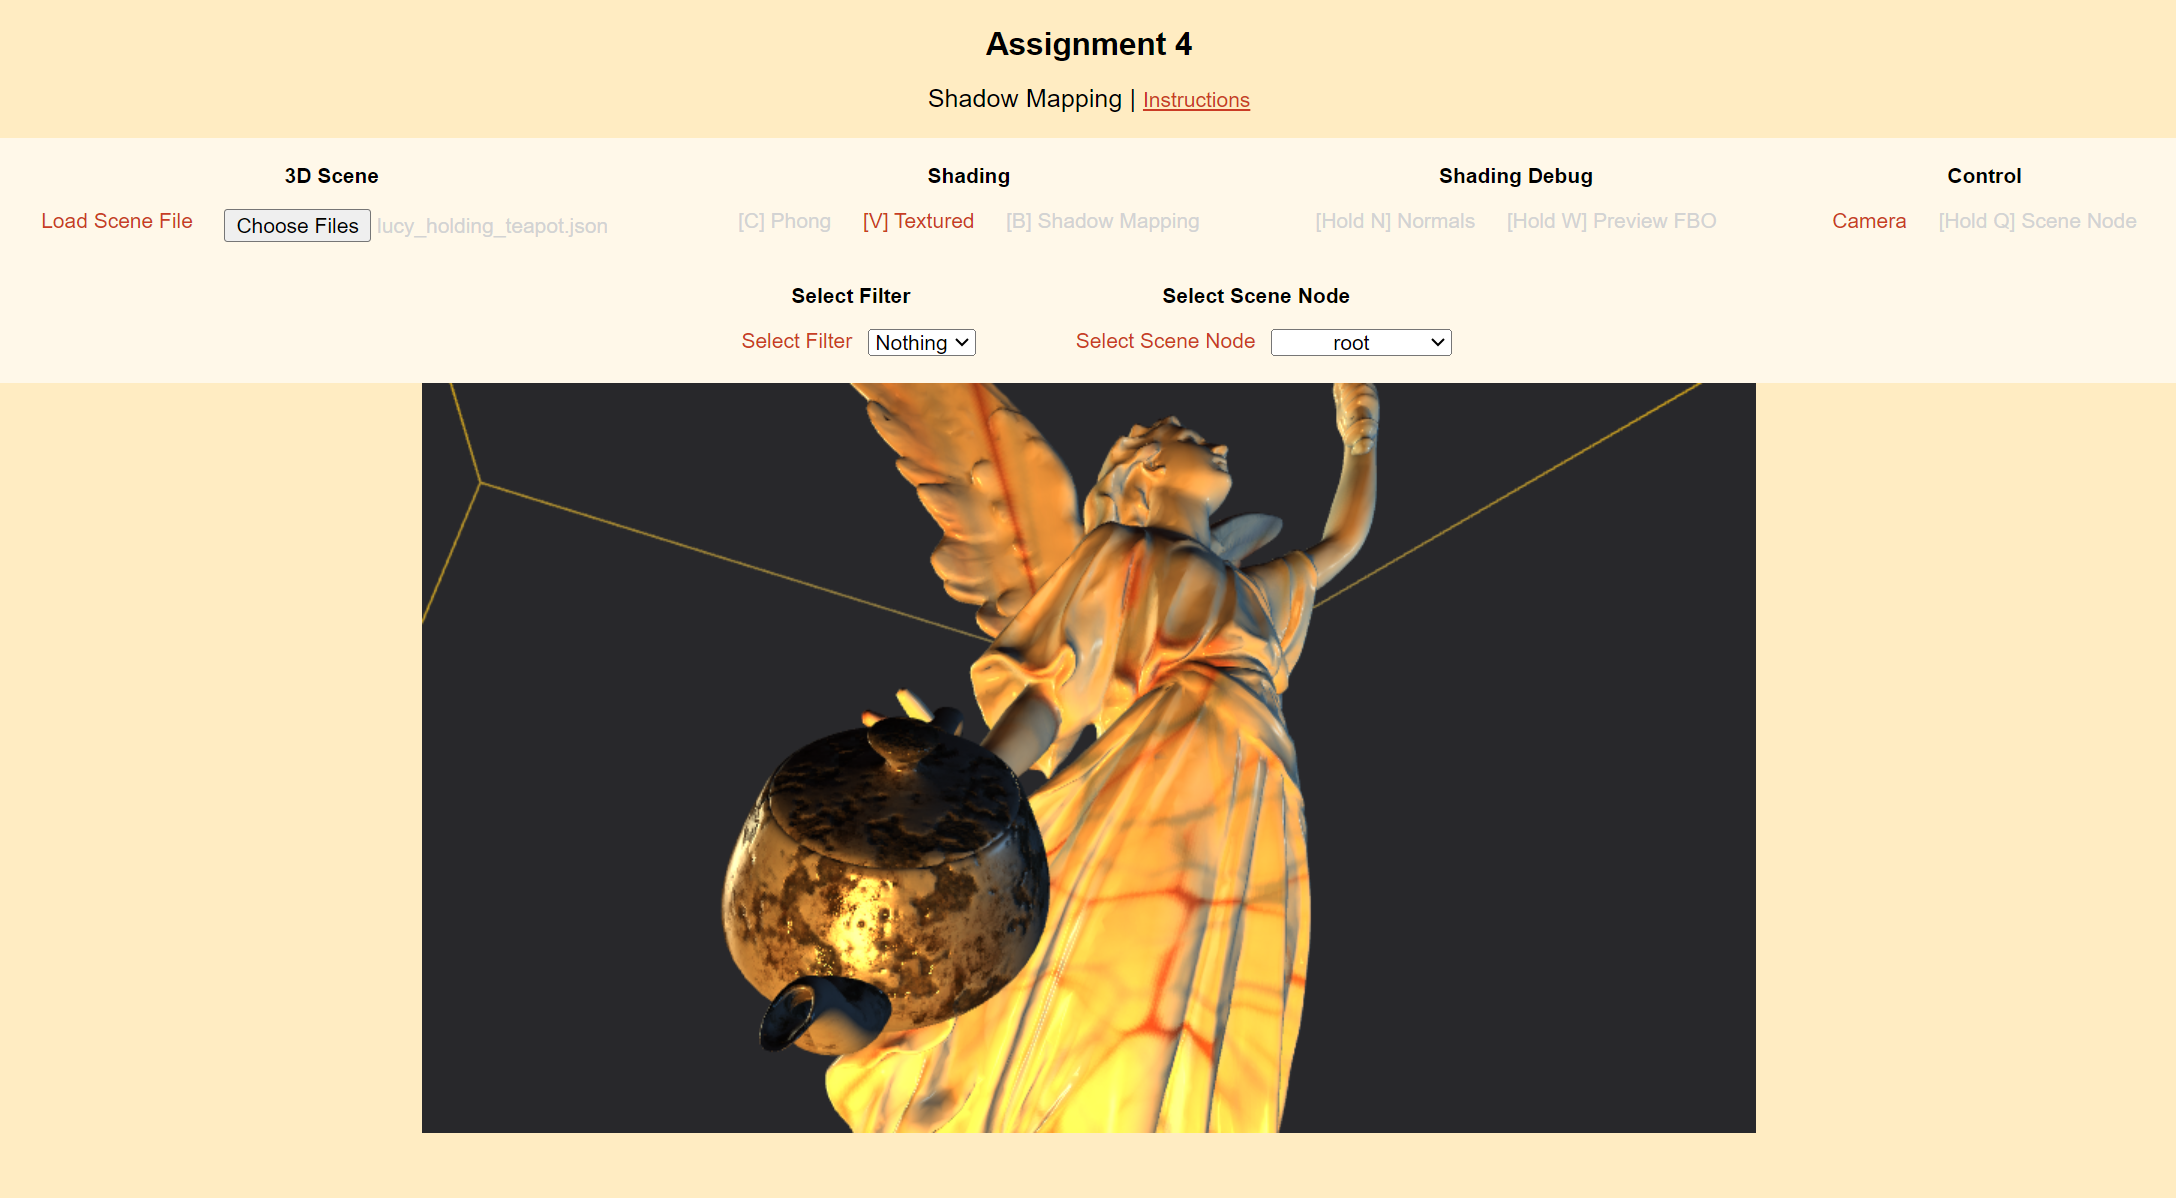 Assignment 4
Shadow Mapping | Instructions
3D Scene
Load Scene File Choose Files lucy_holding_teapot.json
Shading
[C] Phong [V] Textured [B] Shadow Mapping
Shading Debug
[Hold N] Normals [Hold W] Preview FBO
Control
Camera [Hold Q] Scene Node
Select Filter
Select Filter Nothing
Select Scene Node
Select Scene Node root